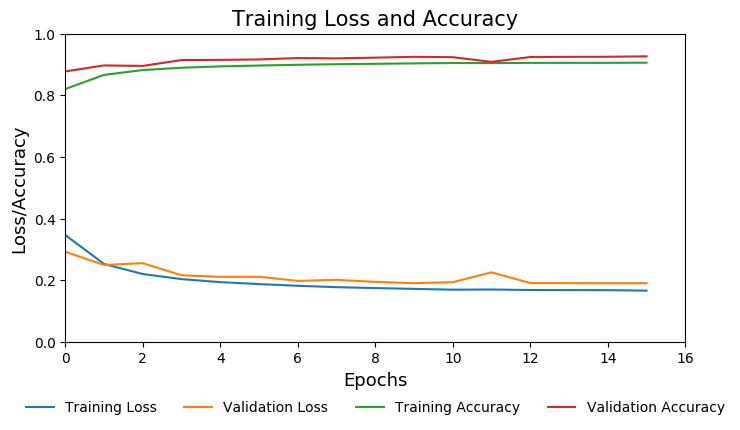 Training Loss and Accuracy
1.0
0.8
0.6
0.4
0.2
0.0
Loss/Accuracy
0 2 4 6 8 10 12 14 16
Epochs
Training Loss Validation Loss Training Accuracy Validation Accuracy